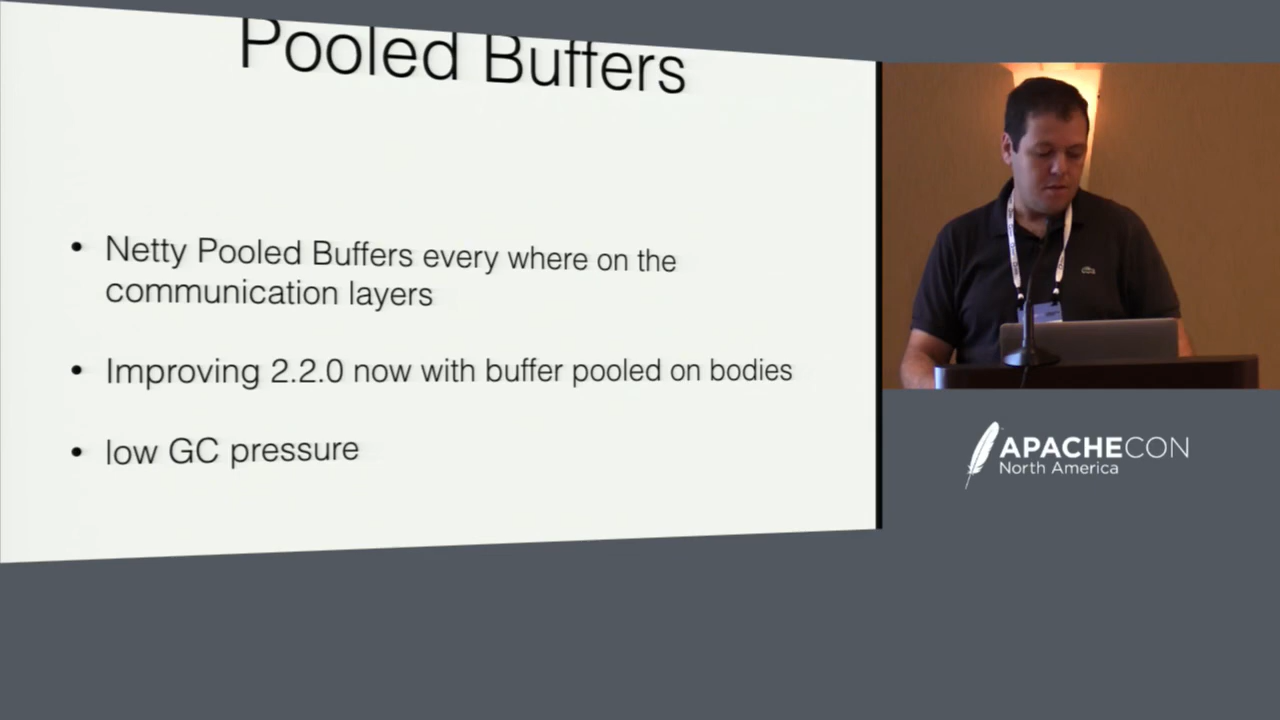 Pooled Buffers
• Netty Pooled Buffers every where on the
communication layers
• Improving 2.2.0 now with buffer pooled on bodies
• low GC pressure
APACHECON
North America